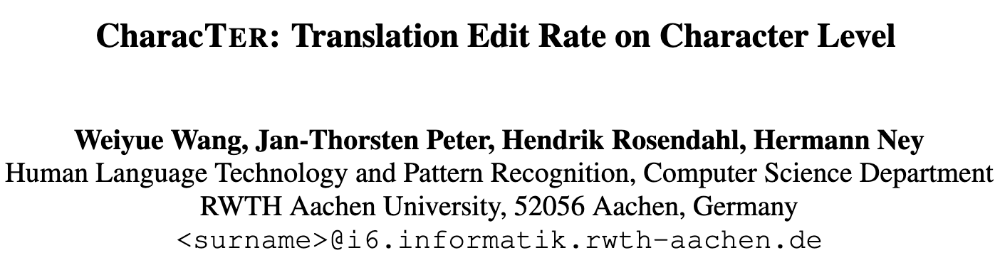 CharacTER: Translation Edit Rate on Character Level
Weiyue Wang, Jan-Thorsten Peter, Hendrik Rosendahl, Hermann Ney
Human Language Technology and Pattern Recognition, Computer Science Department
RWTH Aachen University, 52056 Aachen, Germany
<surname>@i6.informatik.rwth-aachen.de